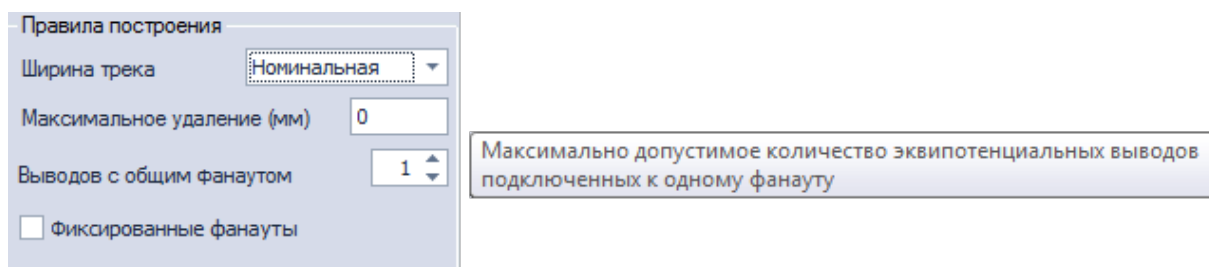 Правила построения
Ширина трека Номинальная
Максимальное удаление (мм) 0
Выводов с общим фанаутом 1
Максимально допустимое количество эквипотенциальных выводов
подключенных к одному фанауту
Фиксированные фанауты